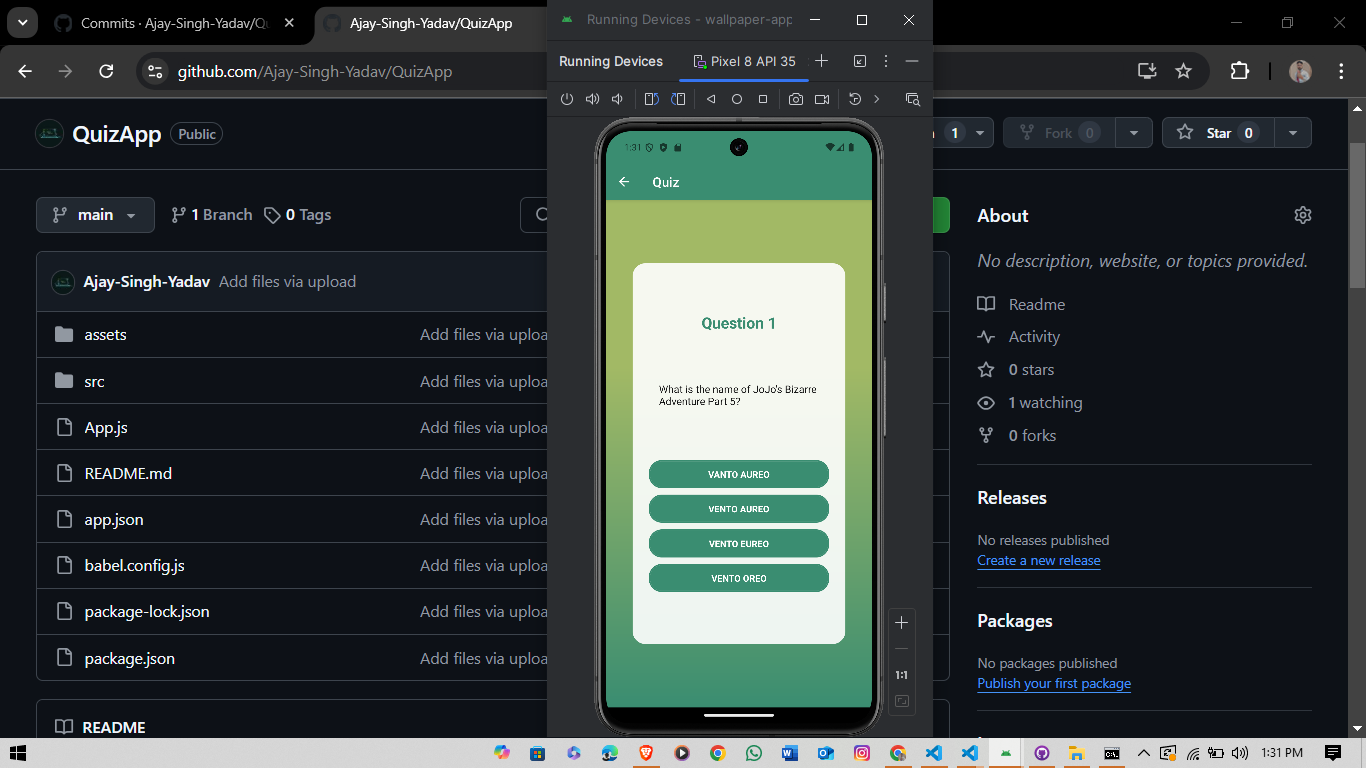 Commits · Ajay-Singh-Yadav/Qu
Ajay-Singh-Yadav/QuizApp
github.com/Ajay-Singh-Yadav/QuizApp
QuizApp
Public
1
Fork 0
Star 0
main
1 Branch
0 Tags
Ajay-Singh-Yadav Add files via upload
assets Add files via uploa
src Add files via uploa
App.js Add files via uploa
README.md Add files via uploa
app.json Add files via uploa
babel.config.js Add files via uploa
package-lock.json Add files via uploa
package.json Add files via uploa
README
Running Devices - wallpaper-app
Running Devices
Pixel 8 API 35
1:31
Quiz
Question 1
What is the name of JoJo's Bizarre
Adventure Part 5?
VANTO AUREO
VENTO AUREO
VENTO EUREO
VENTO OREO
1:1
About
No description, website, or topics provided.
Readme
Activity
0 stars
1 watching
0 forks
Releases
No releases published
Create a new release
Packages
No packages published
Publish your first package
1:31 PM